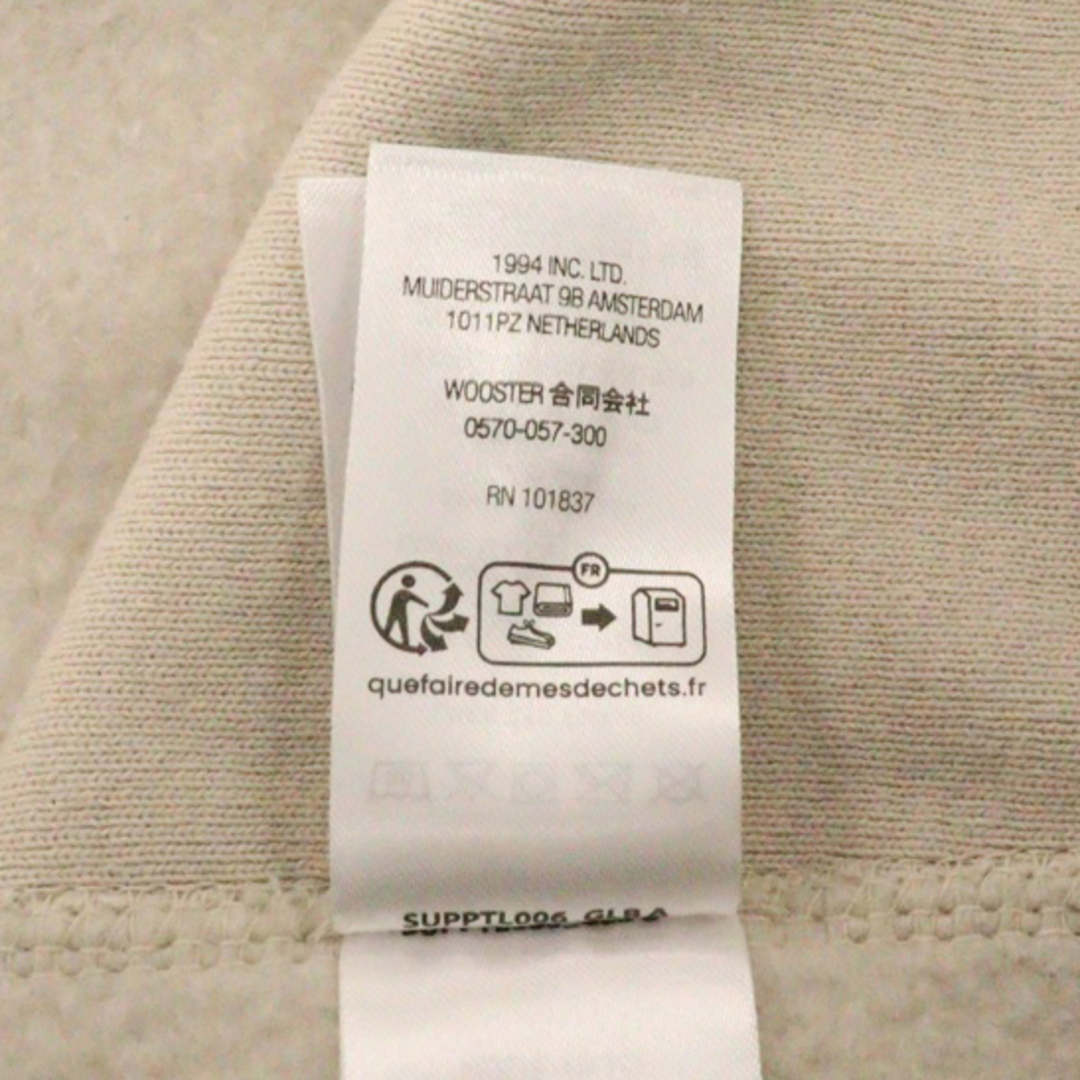 1994 INC. LTD.
MUIDERSTRAAT 9B AMSTERDAM
1011PZ NETHERLANDS
WOOSTER 合同会社
0570-057-300
RN 101837
FR
quefairedemesdechets.fr
SUPPTL006